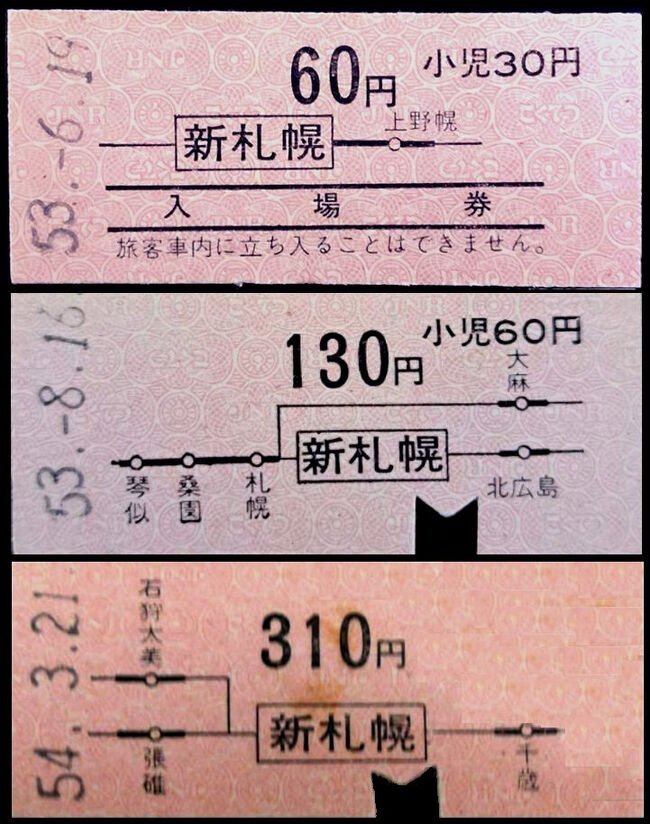 53.-6.19
60円 小児30円
新札幌 上野幌
入場券
旅客車内に立ち入ることはできません。
53.-8.16
130円 小児60円
大麻
新札幌
琴似 桑園 札幌 北広島
54. 3.21
石狩太美
310円
新札幌
張碓 千歳